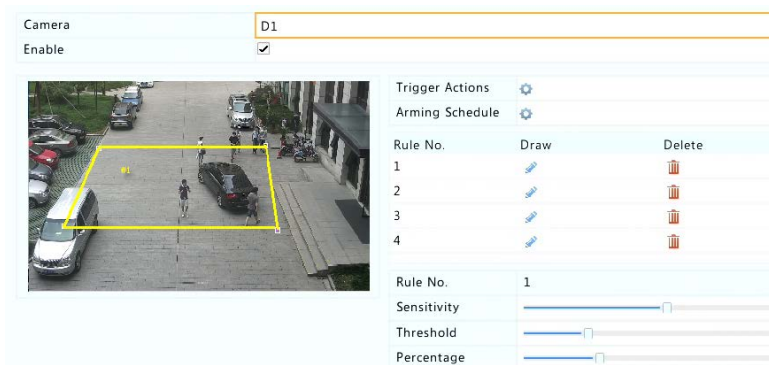 Camera D1
Enable
Trigger Actions
Arming Schedule
Rule No. Draw Delete
1
2
3
4
#1
Rule No. 1
Sensitivity
Threshold
Percentage